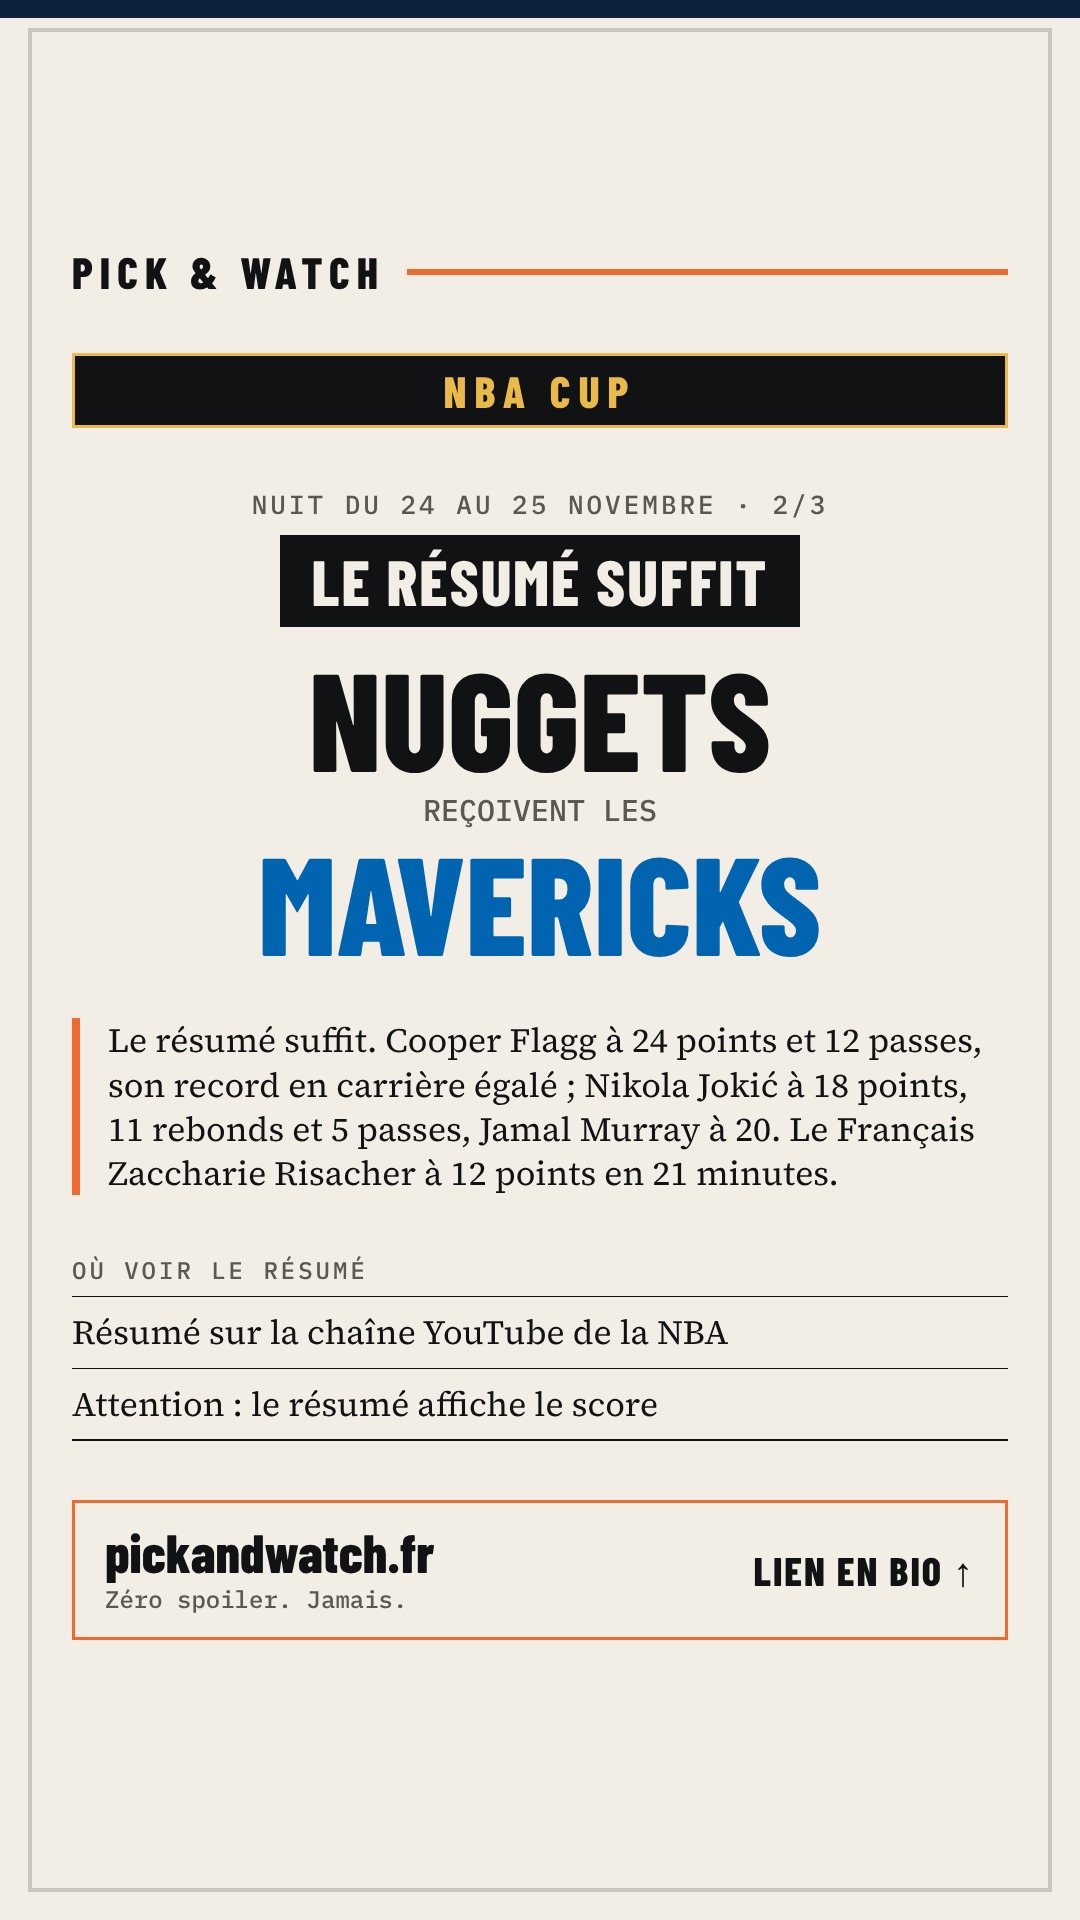 PICK & WATCH
NBA CUP
NUIT DU 24 AU 25 NOVEMBRE · 2/3
LE RÉSUMÉ SUFFIT
NUGGETS
REÇOIVENT LES
MAVERICKS
Le résumé suffit. Cooper Flagg à 24 points et 12 passes,
son record en carrière égalé ; Nikola Jokić à 18 points,
11 rebonds et 5 passes, Jamal Murray à 20. Le Français
Zaccharie Risacher à 12 points en 21 minutes.
OÙ VOIR LE RÉSUMÉ
Résumé sur la chaîne YouTube de la NBA
Attention : le résumé affiche le score
pickandwatch.fr
Zéro spoiler. Jamais.
LIEN EN BIO ↑